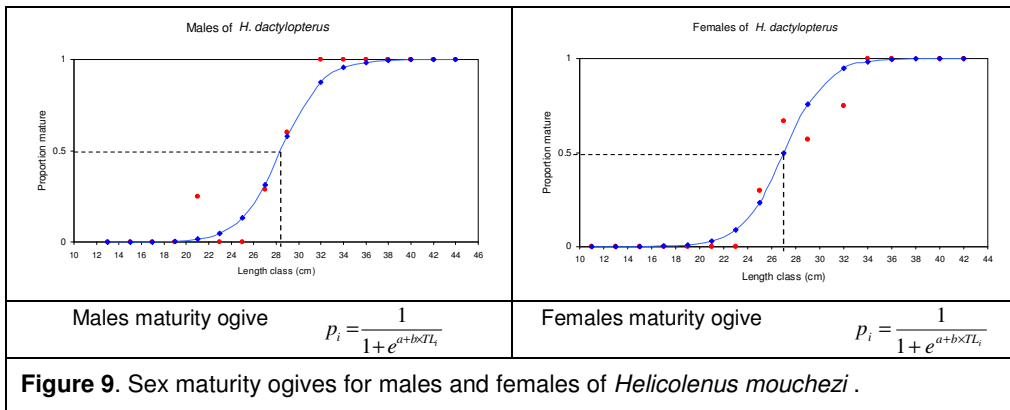 Males of H. dactylopterus
1
0.5
0
Proportion mature
10 12 14 16 18 20 22 24 26 28 30 32 34 36 38 40 42 44 46
Length class (cm)
Females of H. dactylopterus
1
0.5
0
Proportion mature
10 12 14 16 18 20 22 24 26 28 30 32 34 36 38 40 42 44
Length class (cm)
Males maturity ogive p_i = 1 / (1 + e^{a+b×TL_i})
Females maturity ogive p_i = 1 / (1 + e^{a+b×TL_i})
Figure 9. Sex maturity ogives for males and females of Helicolenus mouchezi .